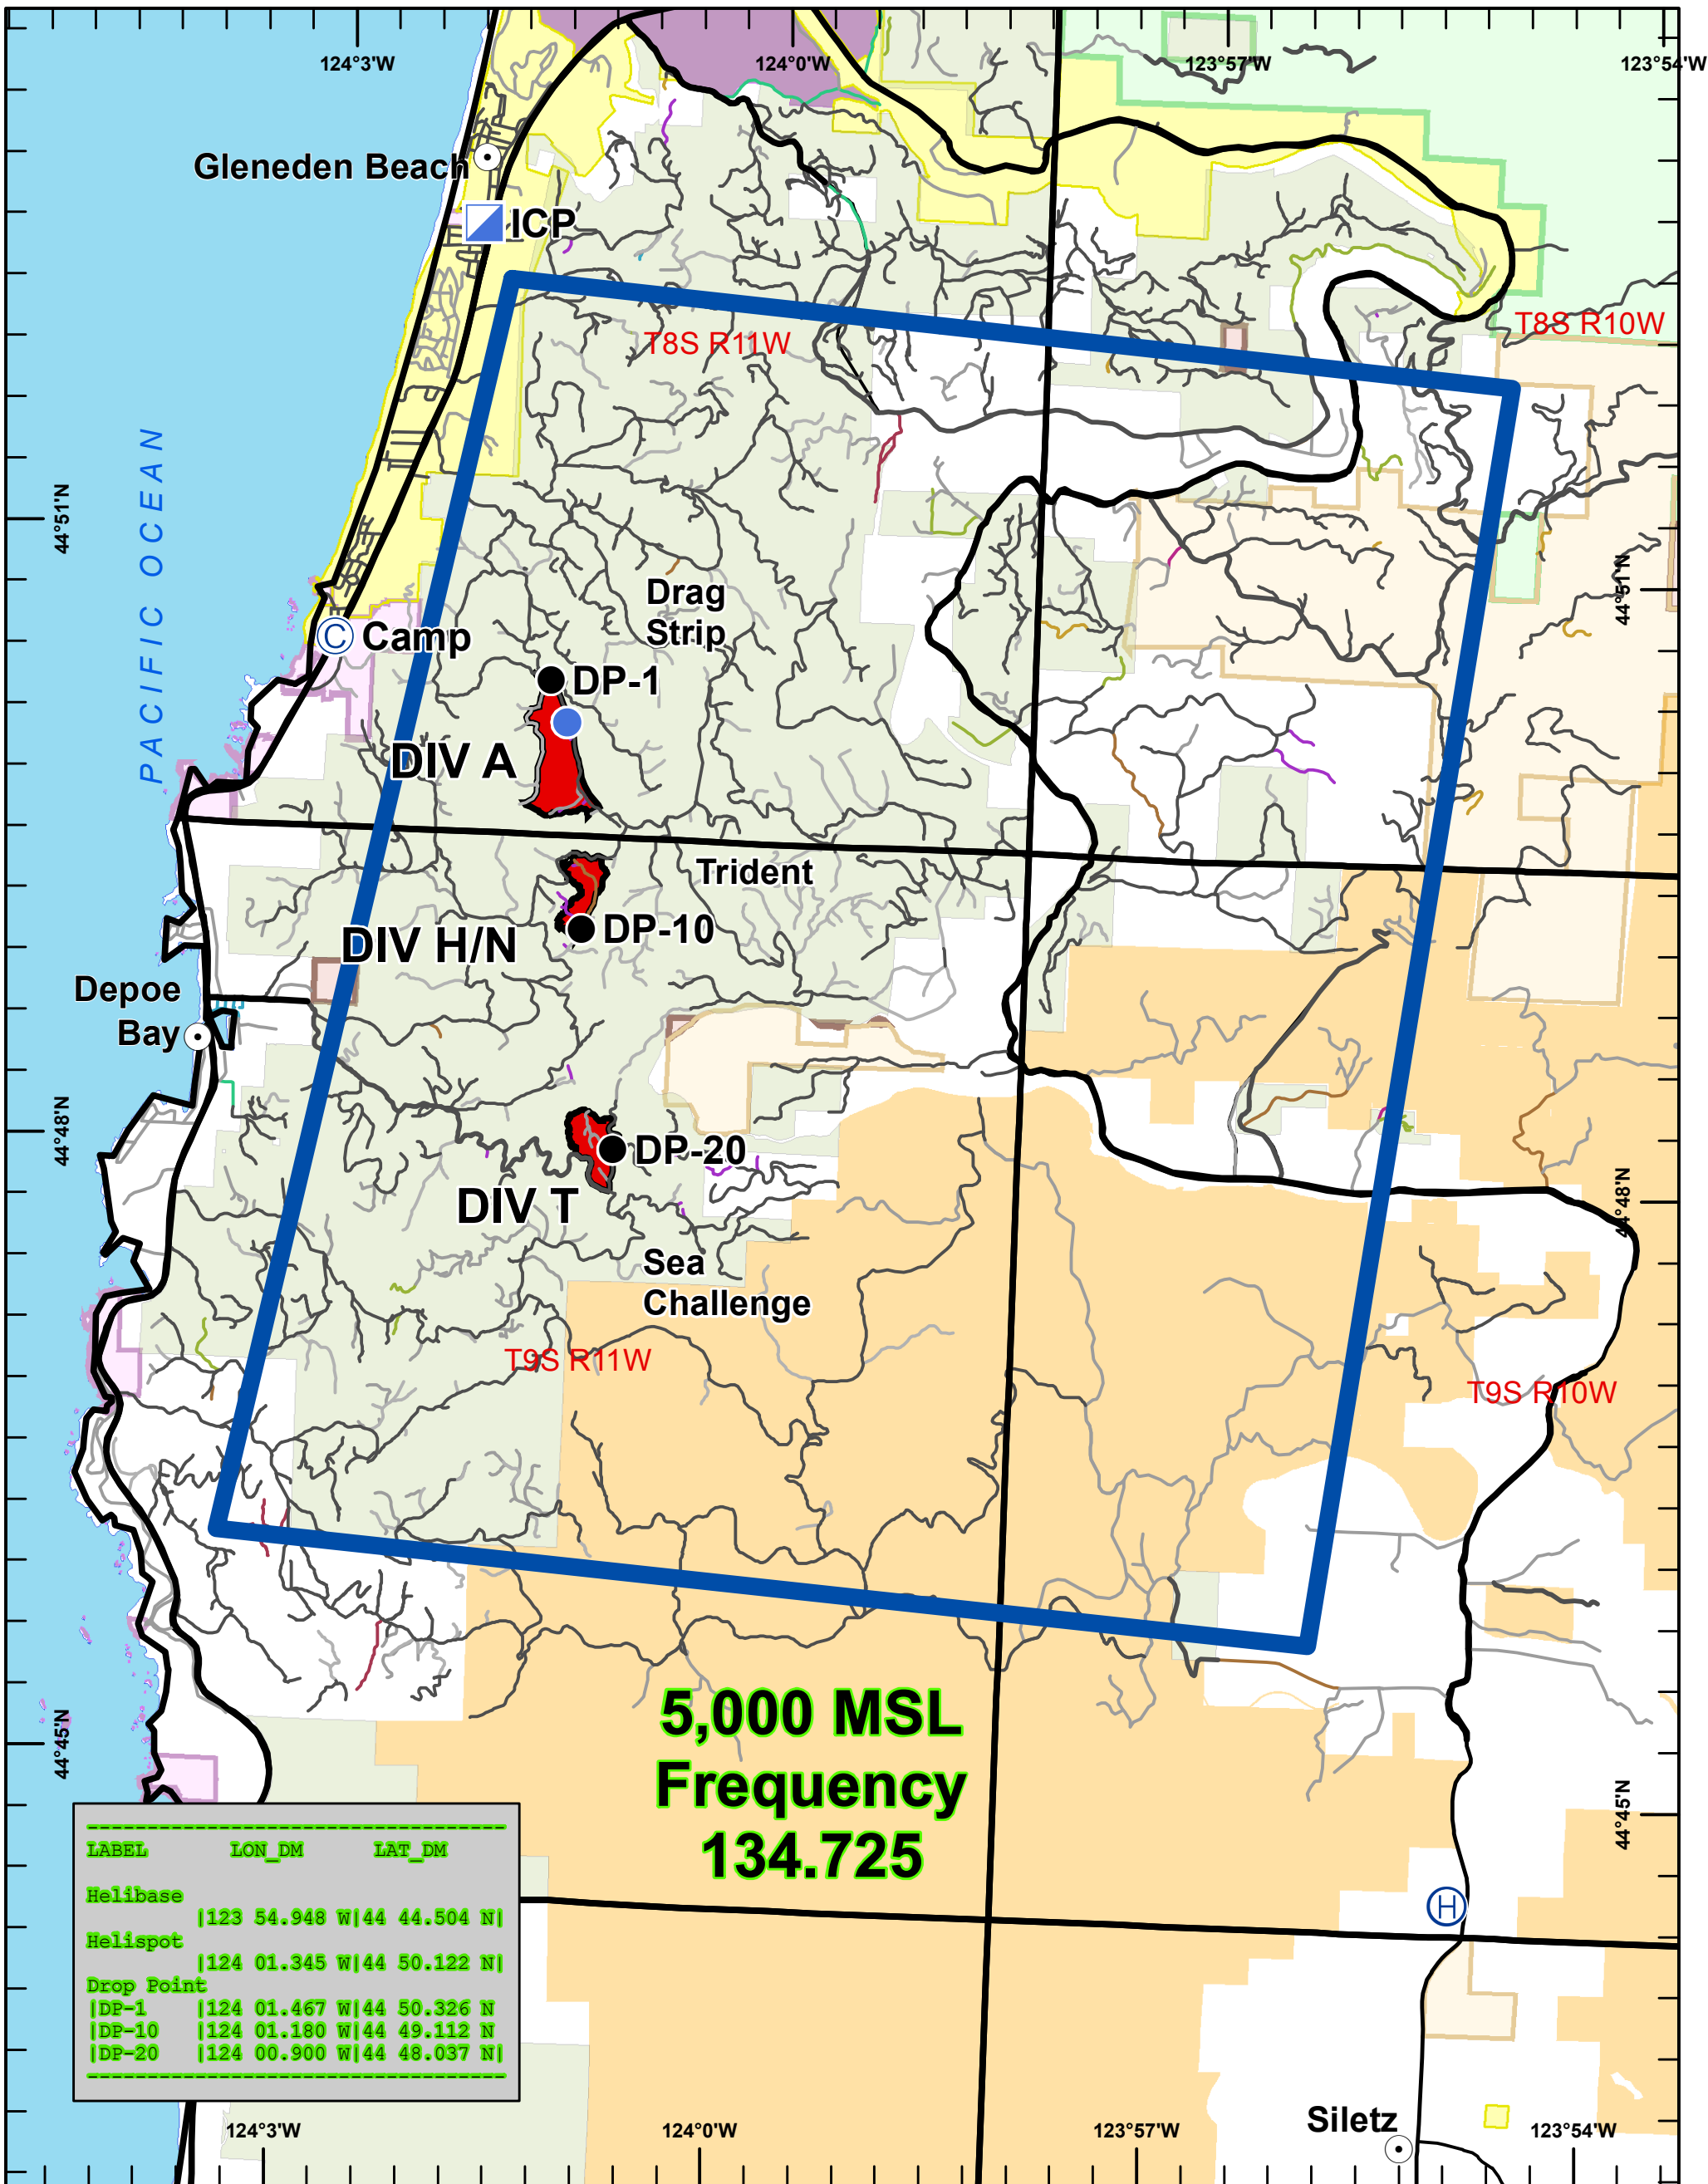 124°3'W
124°0'W
123°57'W
123°54'W
Gleneden Beach
ICP
T8S R11W
T8S R10W
PACIFIC OCEAN
44°51'N
44°51'N
Drag
Strip
C
Camp
DP-1
DIV A
Trident
DP-10
DIV H/N
Depoe
Bay
44°48'N
44°48'N
DP-20
DIV T
Sea
Challenge
T9S R11W
T9S R10W
5,000 MSL
Frequency
134.725
44°45'N
44°45'N
------------------------------------
LABEL LON_DM LAT_DM
Helibase
|123 54.948 W|44 44.504 N|
Helispot
|124 01.345 W|44 50.122 N|
Drop Point
|DP-1 |124 01.467 W|44 50.326 N
|DP-10 |124 01.180 W|44 49.112 N
|DP-20 |124 00.900 W|44 48.037 N|
------------------------------------
H
Siletz
124°3'W
124°0'W
123°57'W
123°54'W